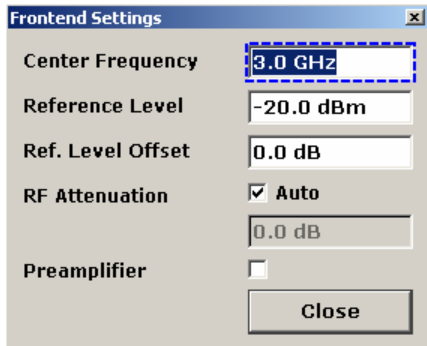 Frontend Settings
Center Frequency 3.0 GHz
Reference Level -20.0 dBm
Ref. Level Offset 0.0 dB
RF Attenuation Auto
0.0 dB
Preamplifier
Close